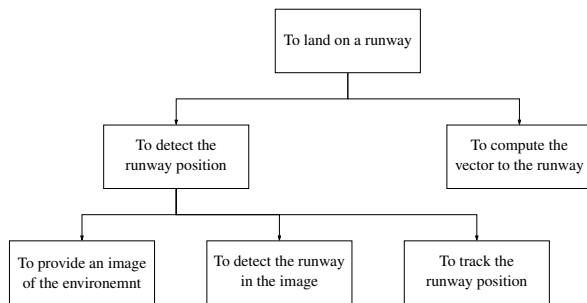 To land on a runway
To detect the
runway position
To compute the
vector to the runway
To provide an image
of the environemnt
To detect the runway
in the image
To track the
runway position